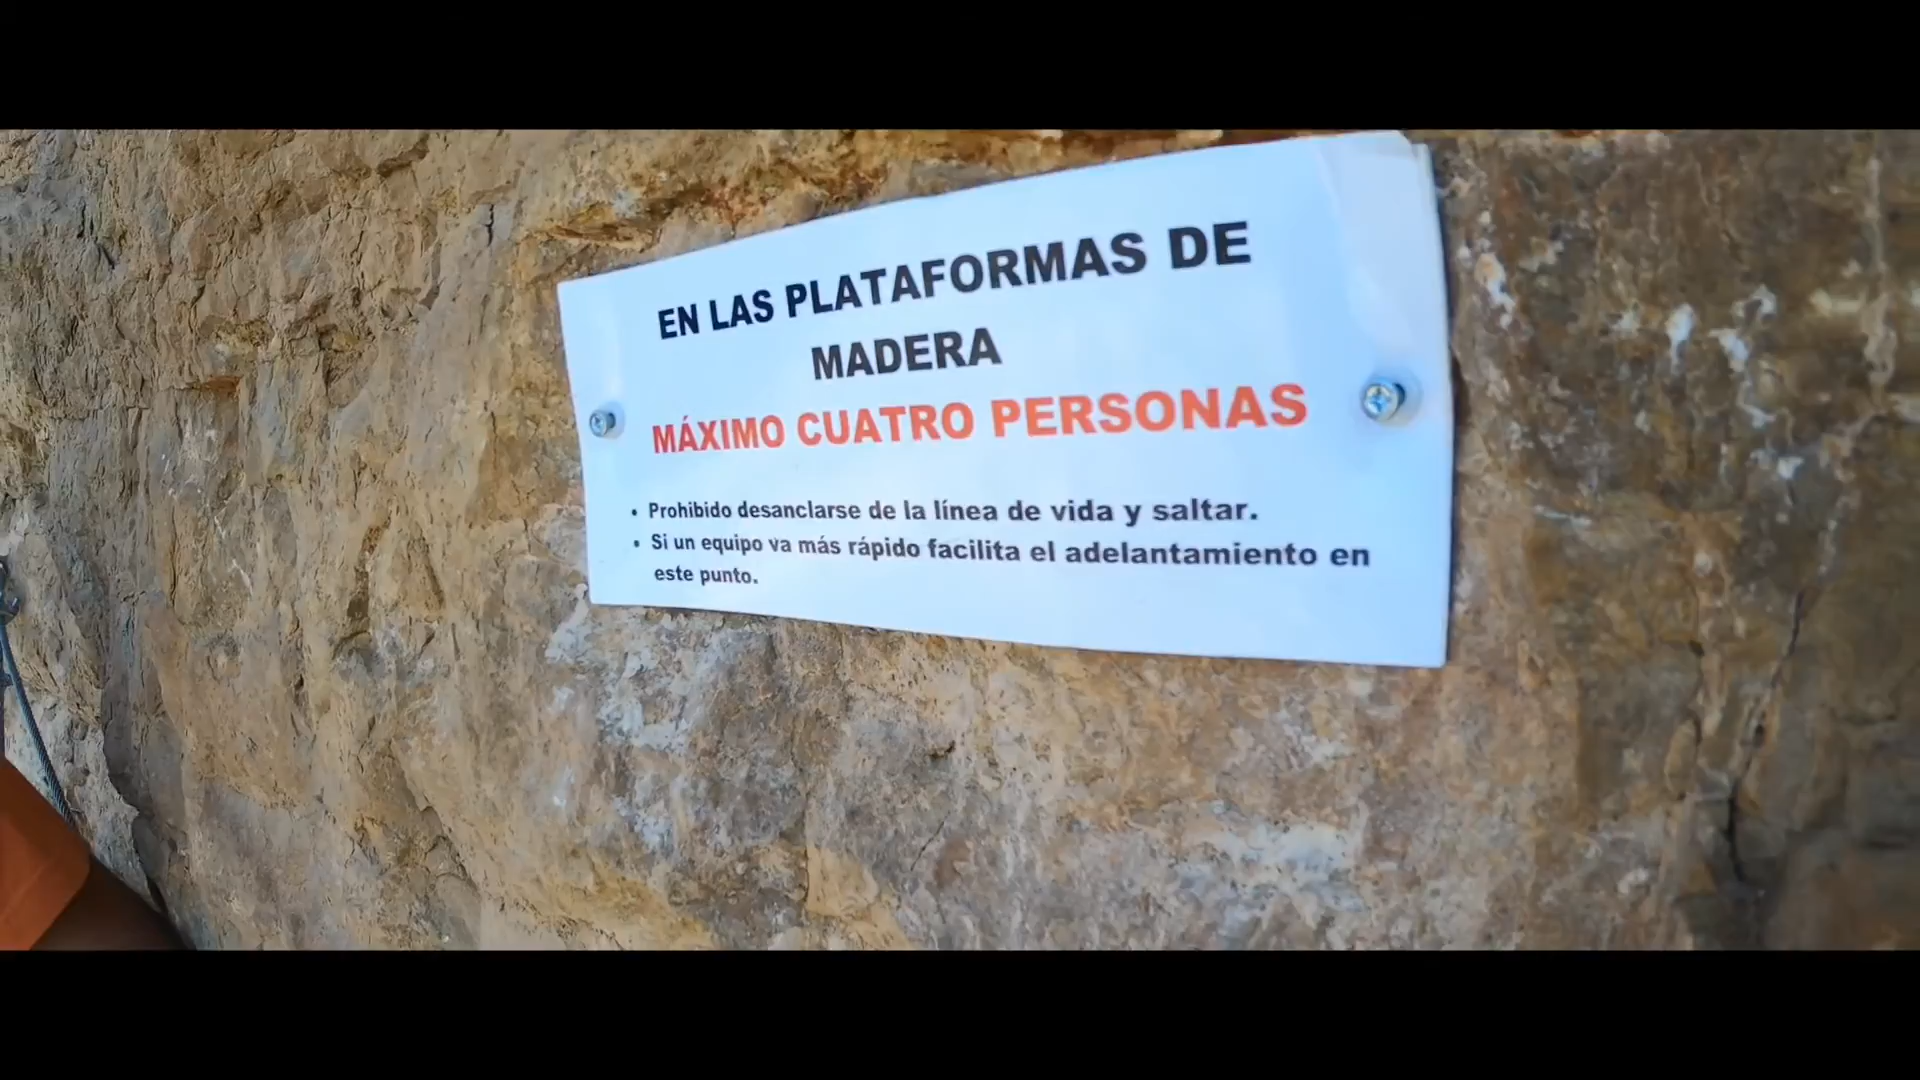 EN LAS PLATAFORMAS DE
MADERA
MÁXIMO CUATRO PERSONAS
• Prohibido desanclarse de la línea de vida y saltar.
• Si un equipo va más rápido facilita el adelantamiento en
este punto.